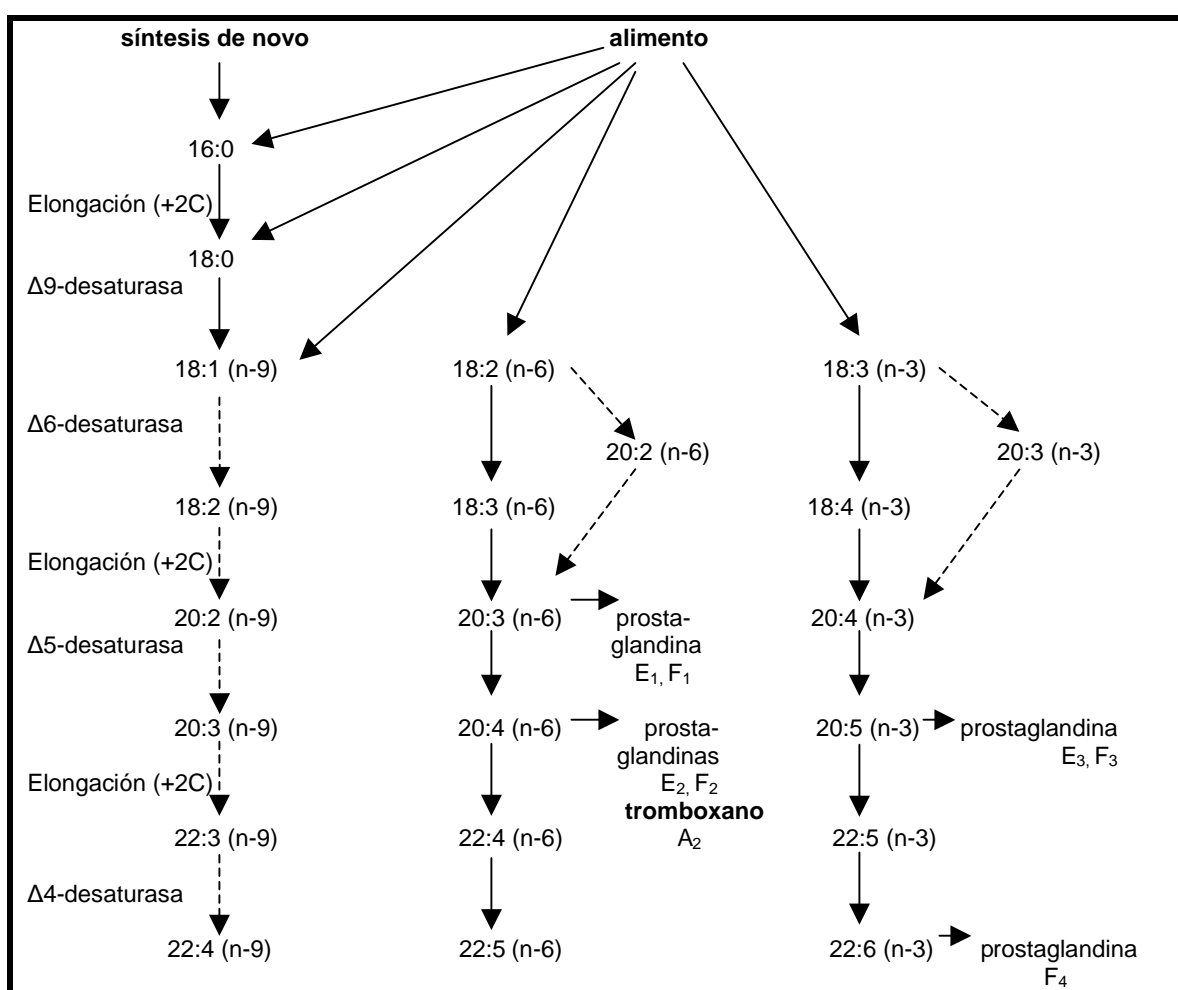 síntesis de novo alimento
16:0
Elongación (+2C)
18:0
Δ9-desaturasa
18:1 (n-9) 18:2 (n-6) 18:3 (n-3)
Δ6-desaturasa
20:2 (n-6) 20:3 (n-3)
18:2 (n-9) 18:3 (n-6) 18:4 (n-3)
Elongación (+2C)
20:2 (n-9) 20:3 (n-6) prosta- 20:4 (n-3)
Δ5-desaturasa glandina
E1, F1
20:3 (n-9) 20:4 (n-6) prosta- 20:5 (n-3) prostaglandina
glandinas E3, F3
Elongación (+2C) E2, F2
tromboxano
22:3 (n-9) 22:4 (n-6) A2 22:5 (n-3)
Δ4-desaturasa
22:4 (n-9) 22:5 (n-6) 22:6 (n-3) prostaglandina
F4